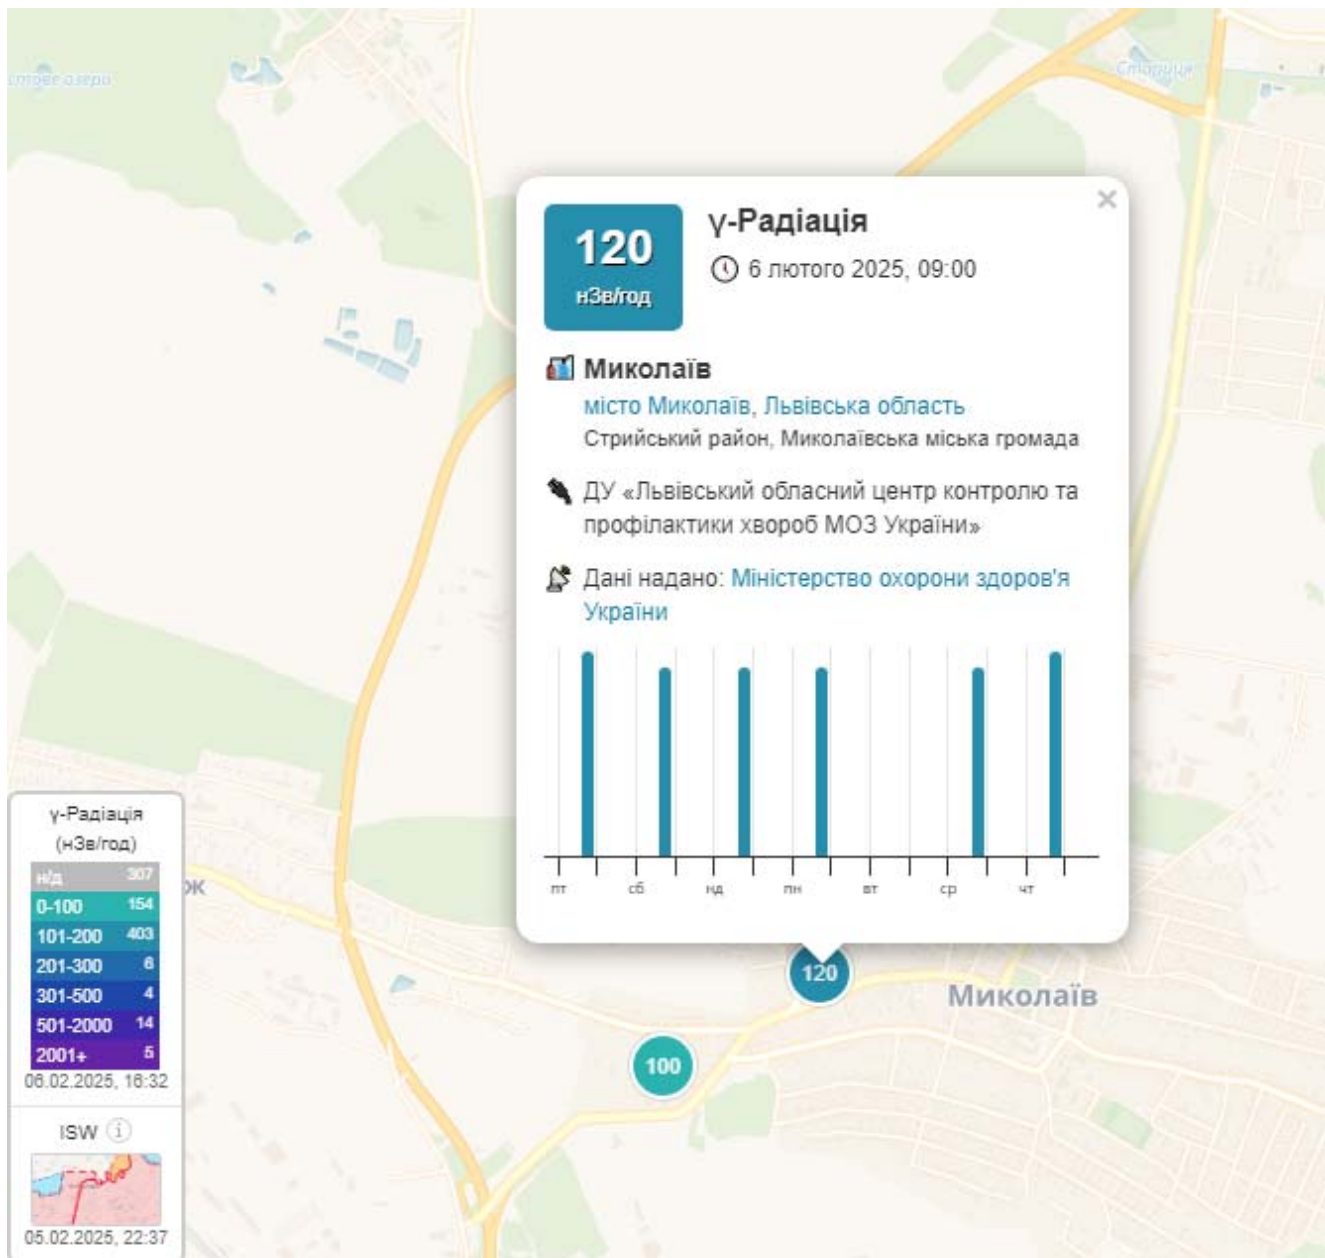 Стариця
120
нЗв/год
γ-Радіація
6 лютого 2025, 09:00
Миколаїв
місто Миколаїв, Львівська область
Стрийський район, Миколаївська міська громада
ДУ «Львівський обласний центр контролю та
профілактики хвороб МОЗ України»
Дані надано: Міністерство охорони здоров'я
України
пт сб нд пн вт ср чт
120
Миколаїв
100
ж
γ-Радіація
(нЗв/год)
н/д 307
0-100 154
101-200 403
201-300 6
301-500 4
501-2000 14
2001+ 5
06.02.2025, 16:32
ISW i
05.02.2025, 22:37